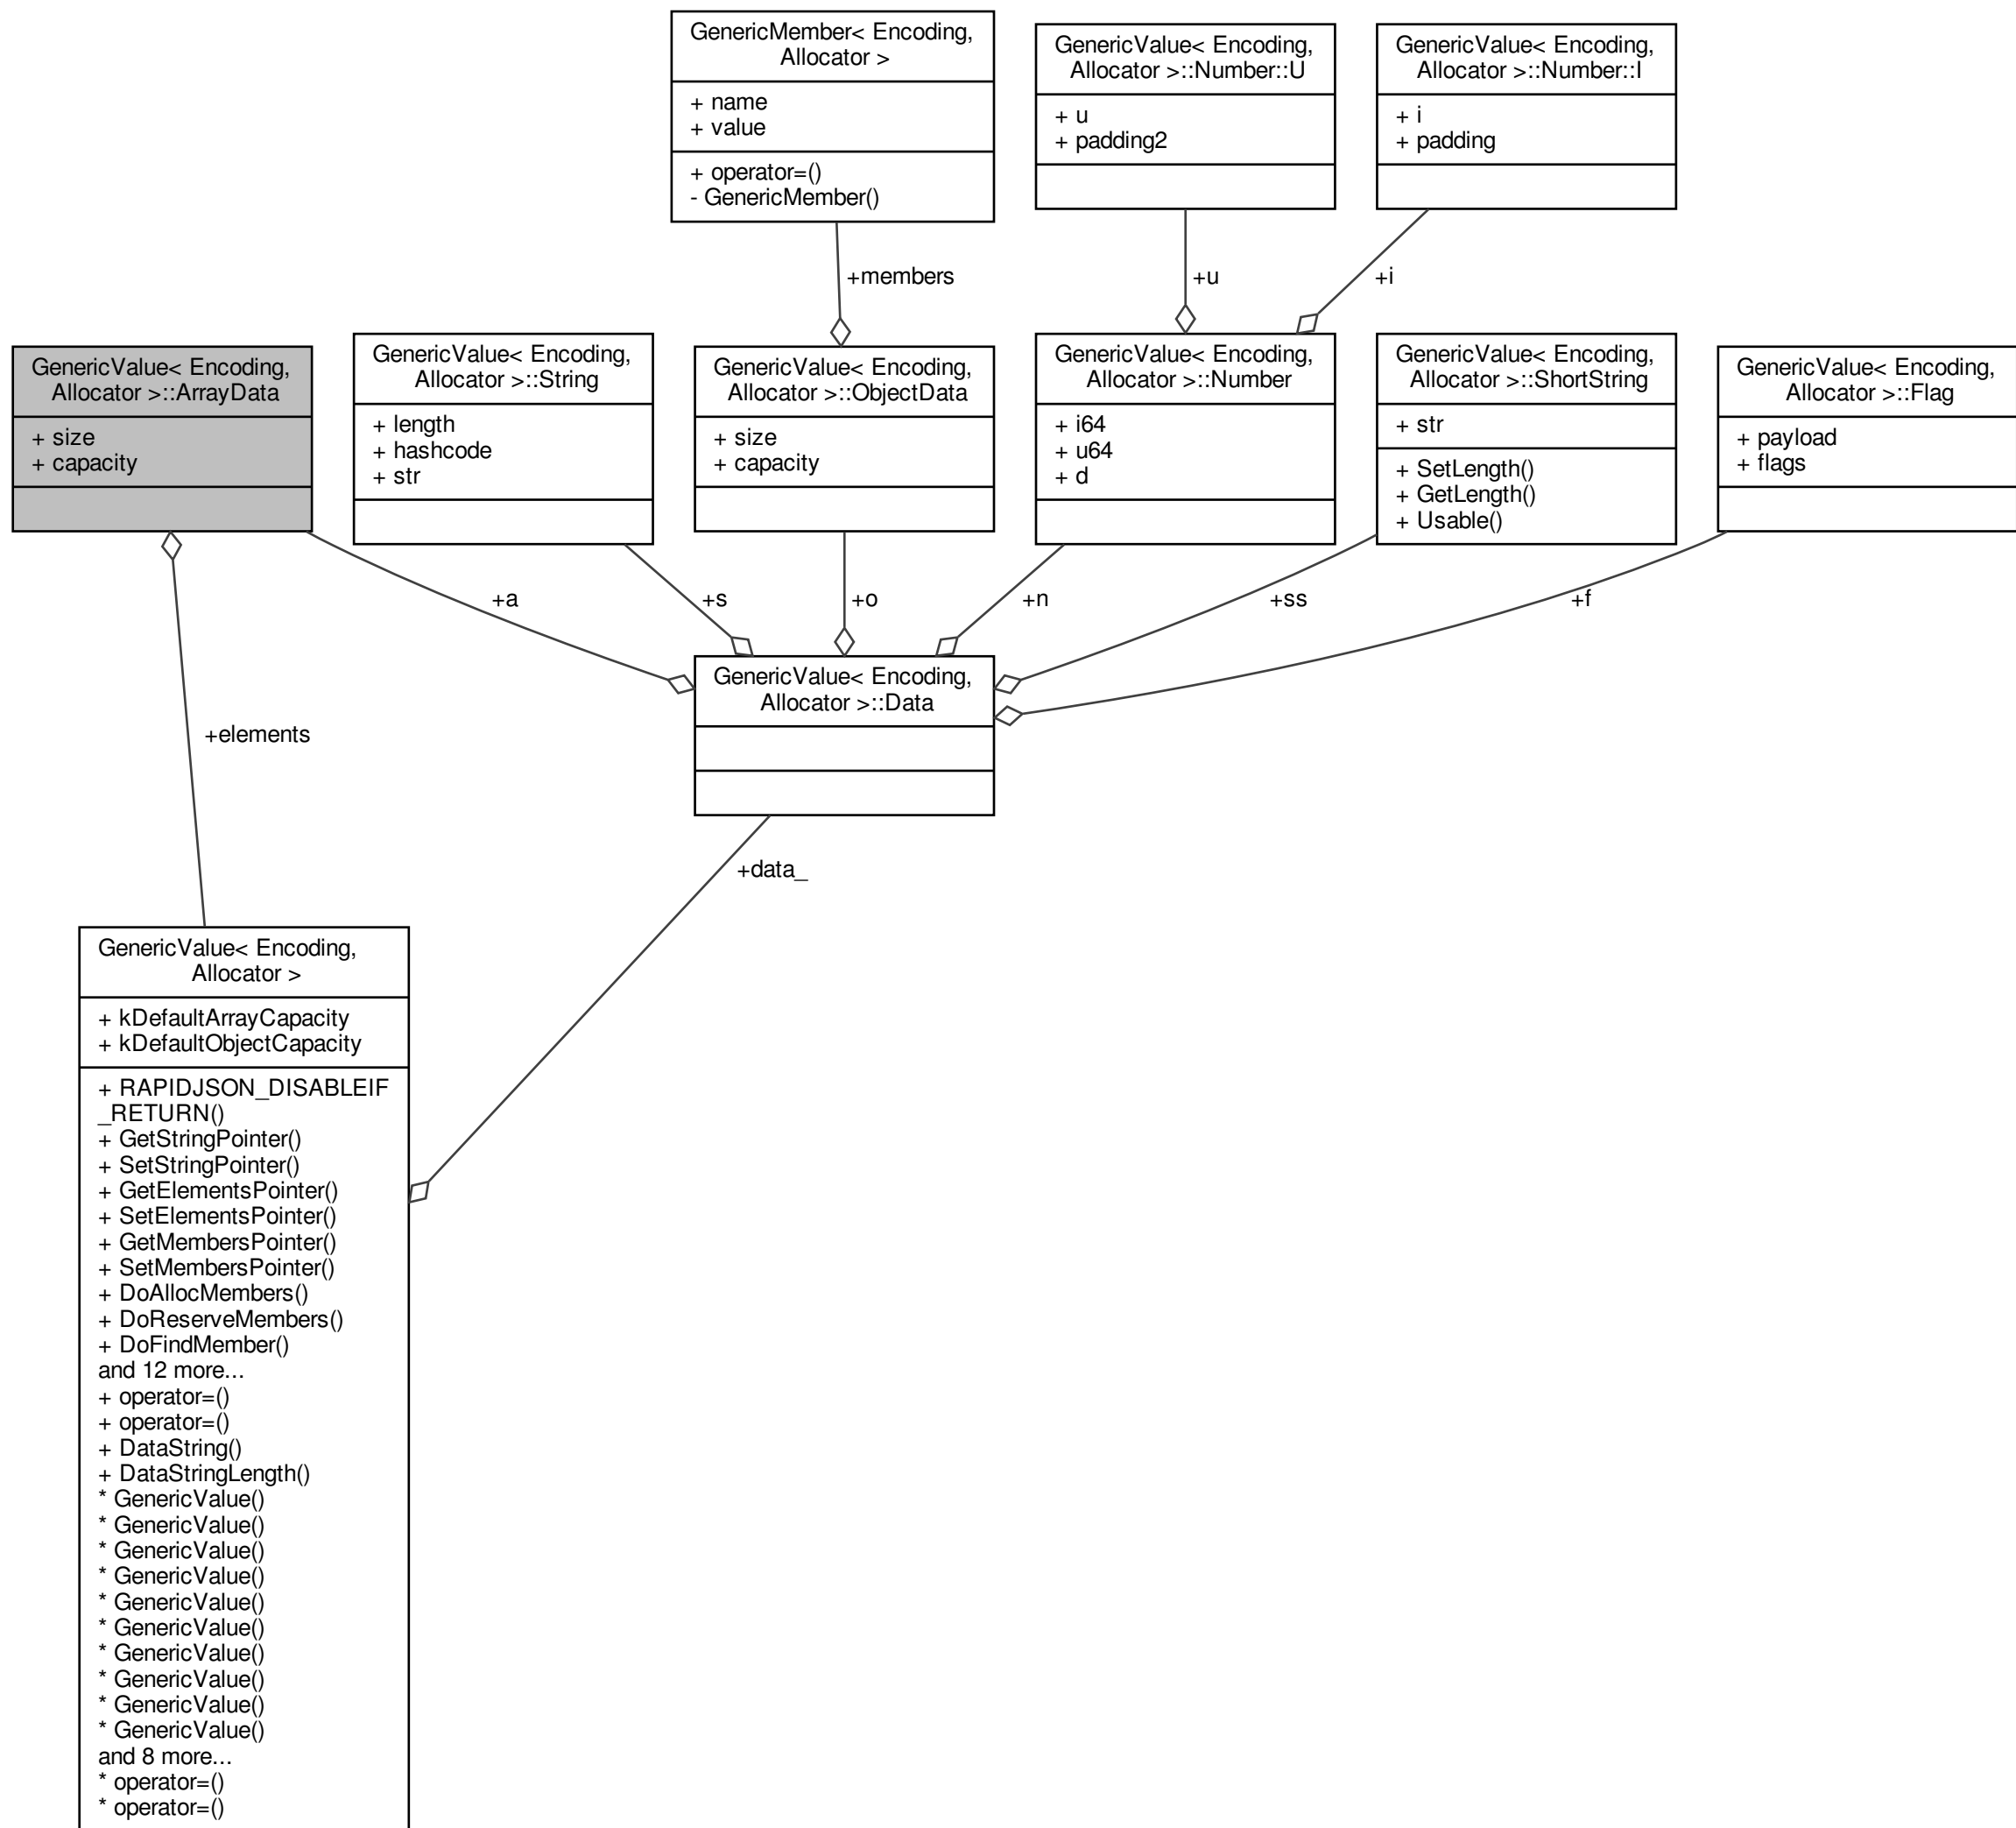 GenericMember< Encoding,
Allocator >
+ name
+ value
+ operator=()
- GenericMember()
GenericValue< Encoding,
Allocator >::Number::U
+ u
+ padding2
GenericValue< Encoding,
Allocator >::Number::I
+ i
+ padding
+members
+u
+i
GenericValue< Encoding,
Allocator >::ArrayData
+ size
+ capacity
GenericValue< Encoding,
Allocator >::String
+ length
+ hashcode
+ str
GenericValue< Encoding,
Allocator >::ObjectData
+ size
+ capacity
GenericValue< Encoding,
Allocator >::Number
+ i64
+ u64
+ d
GenericValue< Encoding,
Allocator >::ShortString
+ str
+ SetLength()
+ GetLength()
+ Usable()
GenericValue< Encoding,
Allocator >::Flag
+ payload
+ flags
+a
+s
+o
+n
+ss
+f
GenericValue< Encoding,
Allocator >::Data
+elements
+data_
GenericValue< Encoding,
Allocator >
+ kDefaultArrayCapacity
+ kDefaultObjectCapacity
+ RAPIDJSON_DISABLEIF
_RETURN()
+ GetStringPointer()
+ SetStringPointer()
+ GetElementsPointer()
+ SetElementsPointer()
+ GetMembersPointer()
+ SetMembersPointer()
+ DoAllocMembers()
+ DoReserveMembers()
+ DoFindMember()
and 12 more...
+ operator=()
+ operator=()
+ DataString()
+ DataStringLength()
* GenericValue()
* GenericValue()
* GenericValue()
* GenericValue()
* GenericValue()
* GenericValue()
* GenericValue()
* GenericValue()
* GenericValue()
* GenericValue()
and 8 more...
* operator=()
* operator=()